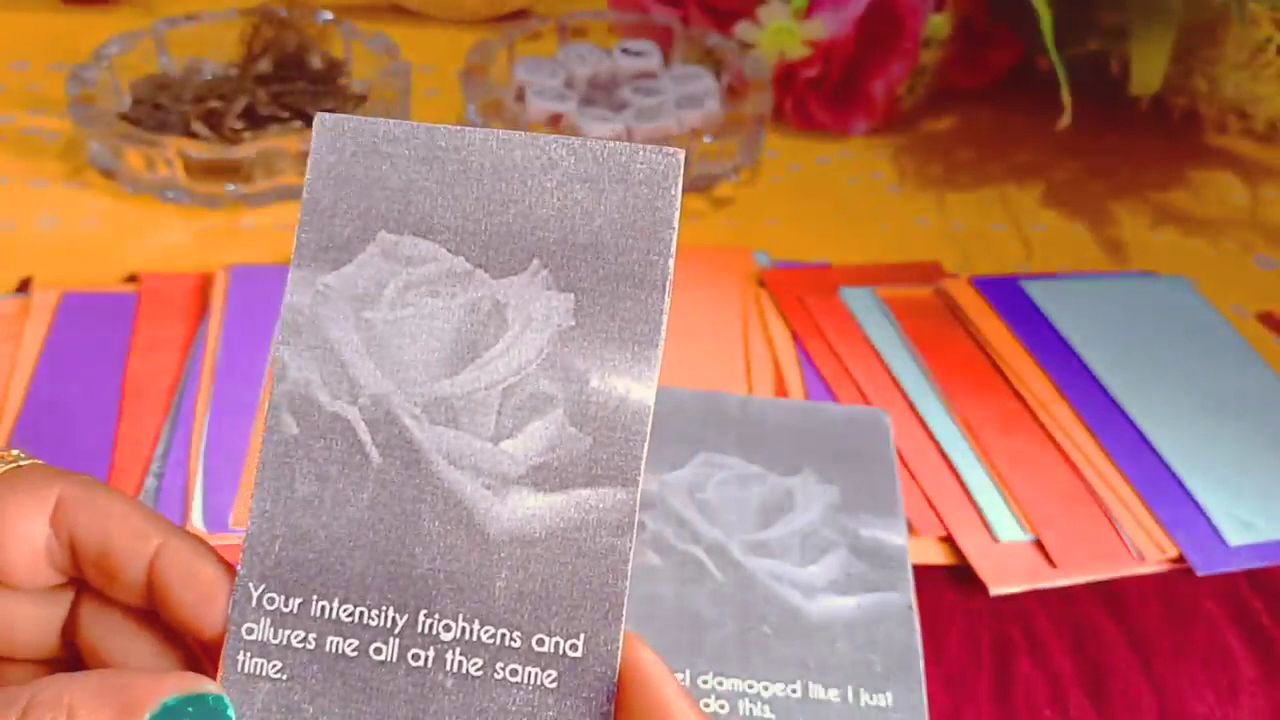 Your intensity frightens and
allures me all at the same
time.
damaged like I just
do this.